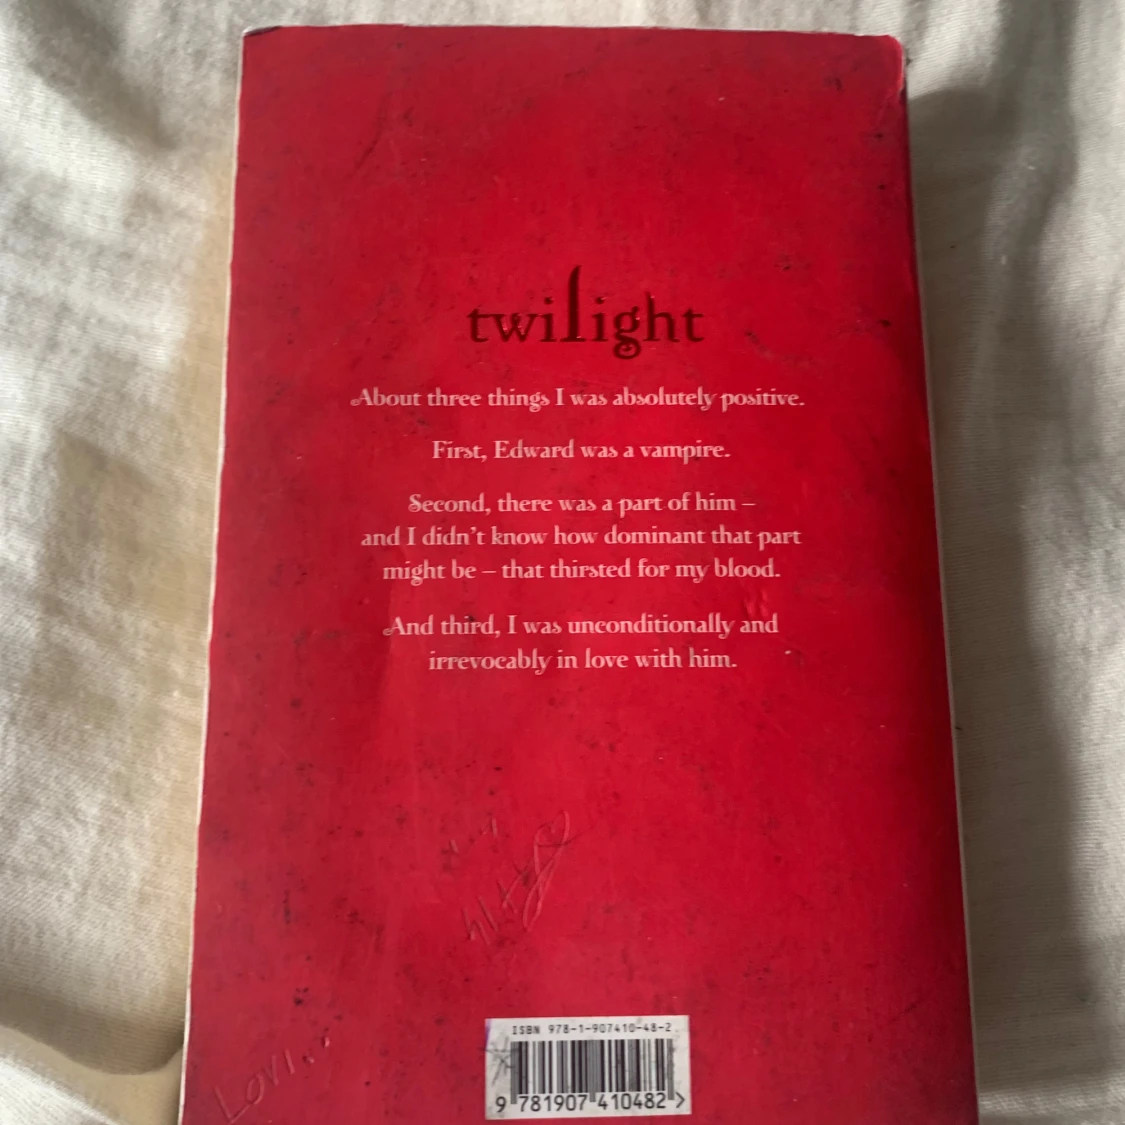 twilight
About three things I was absolutely positive.
First, Edward was a vampire.
Second, there was a part of him –
and I didn't know how dominant that part
might be – that thirsted for my blood.
And third, I was unconditionally and
irrevocably in love with him.
ISBN 978-1-907410-48-2
9 781907 410482 >